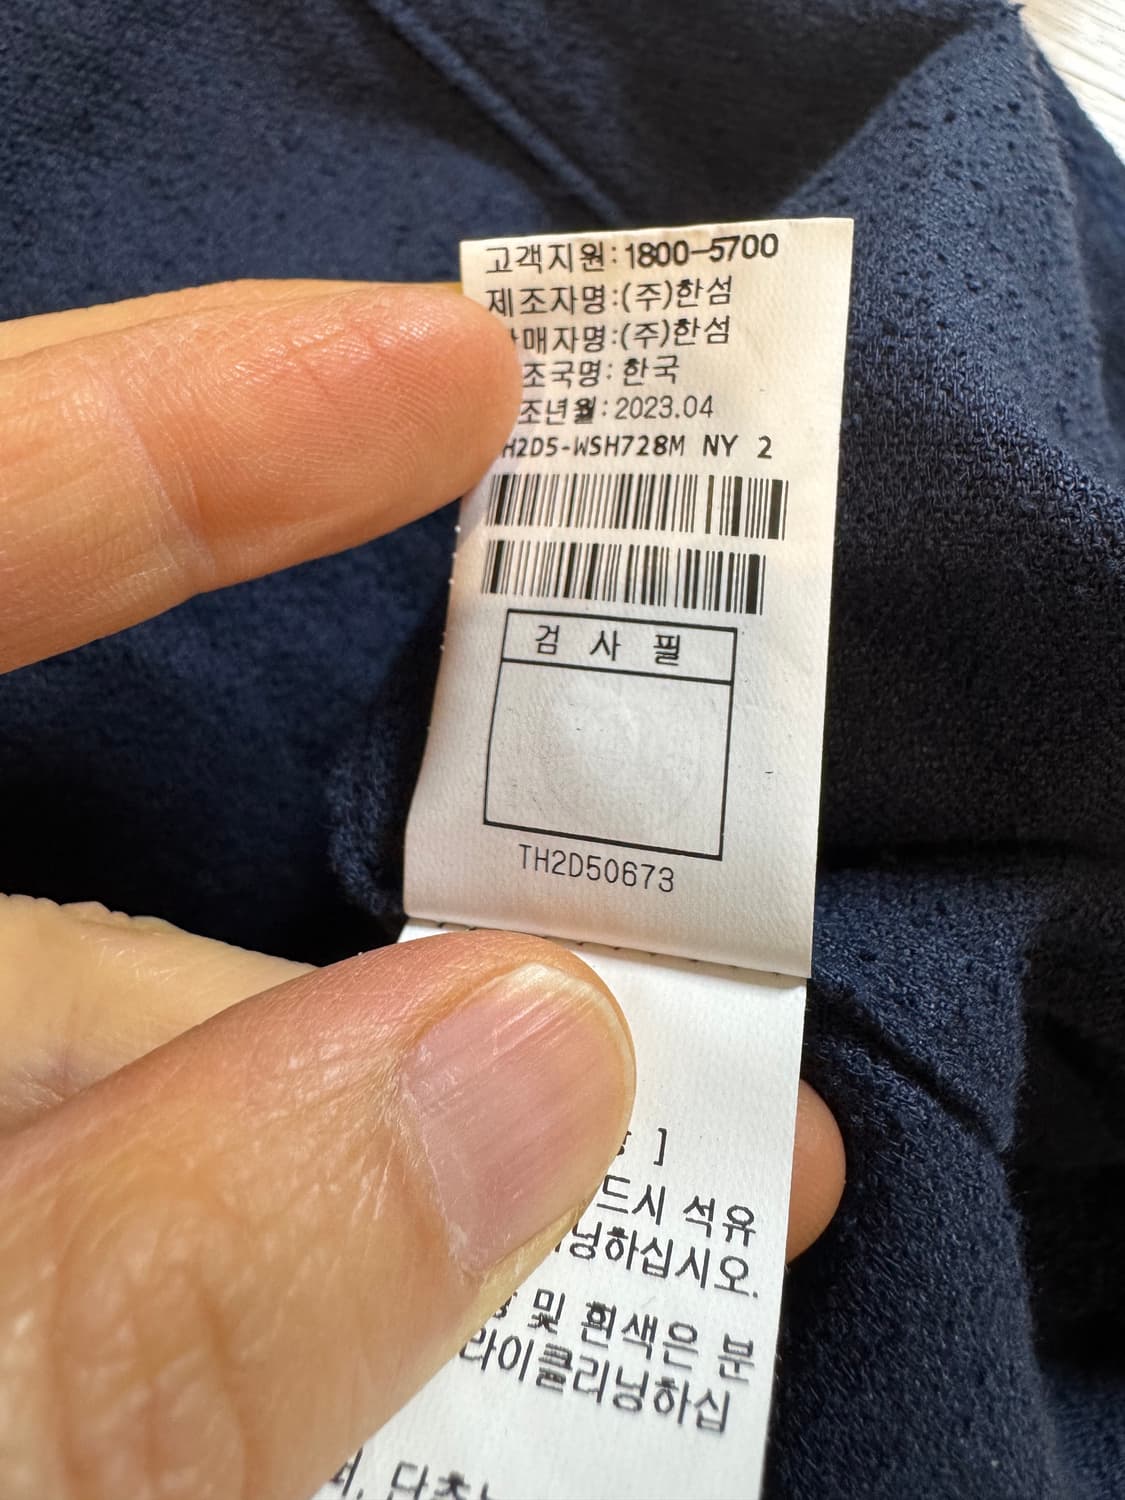 고객지원:1800-5700
제조자명:(주)한섬
매자명:(주)한섬
조국명: 한국
조년월: 2023.04
H2D5-WSH728M NY 2
검 사 필
TH2D50673
]
드시 석유
닝하십시오.
및 흰색은 분
라이클리닝하십